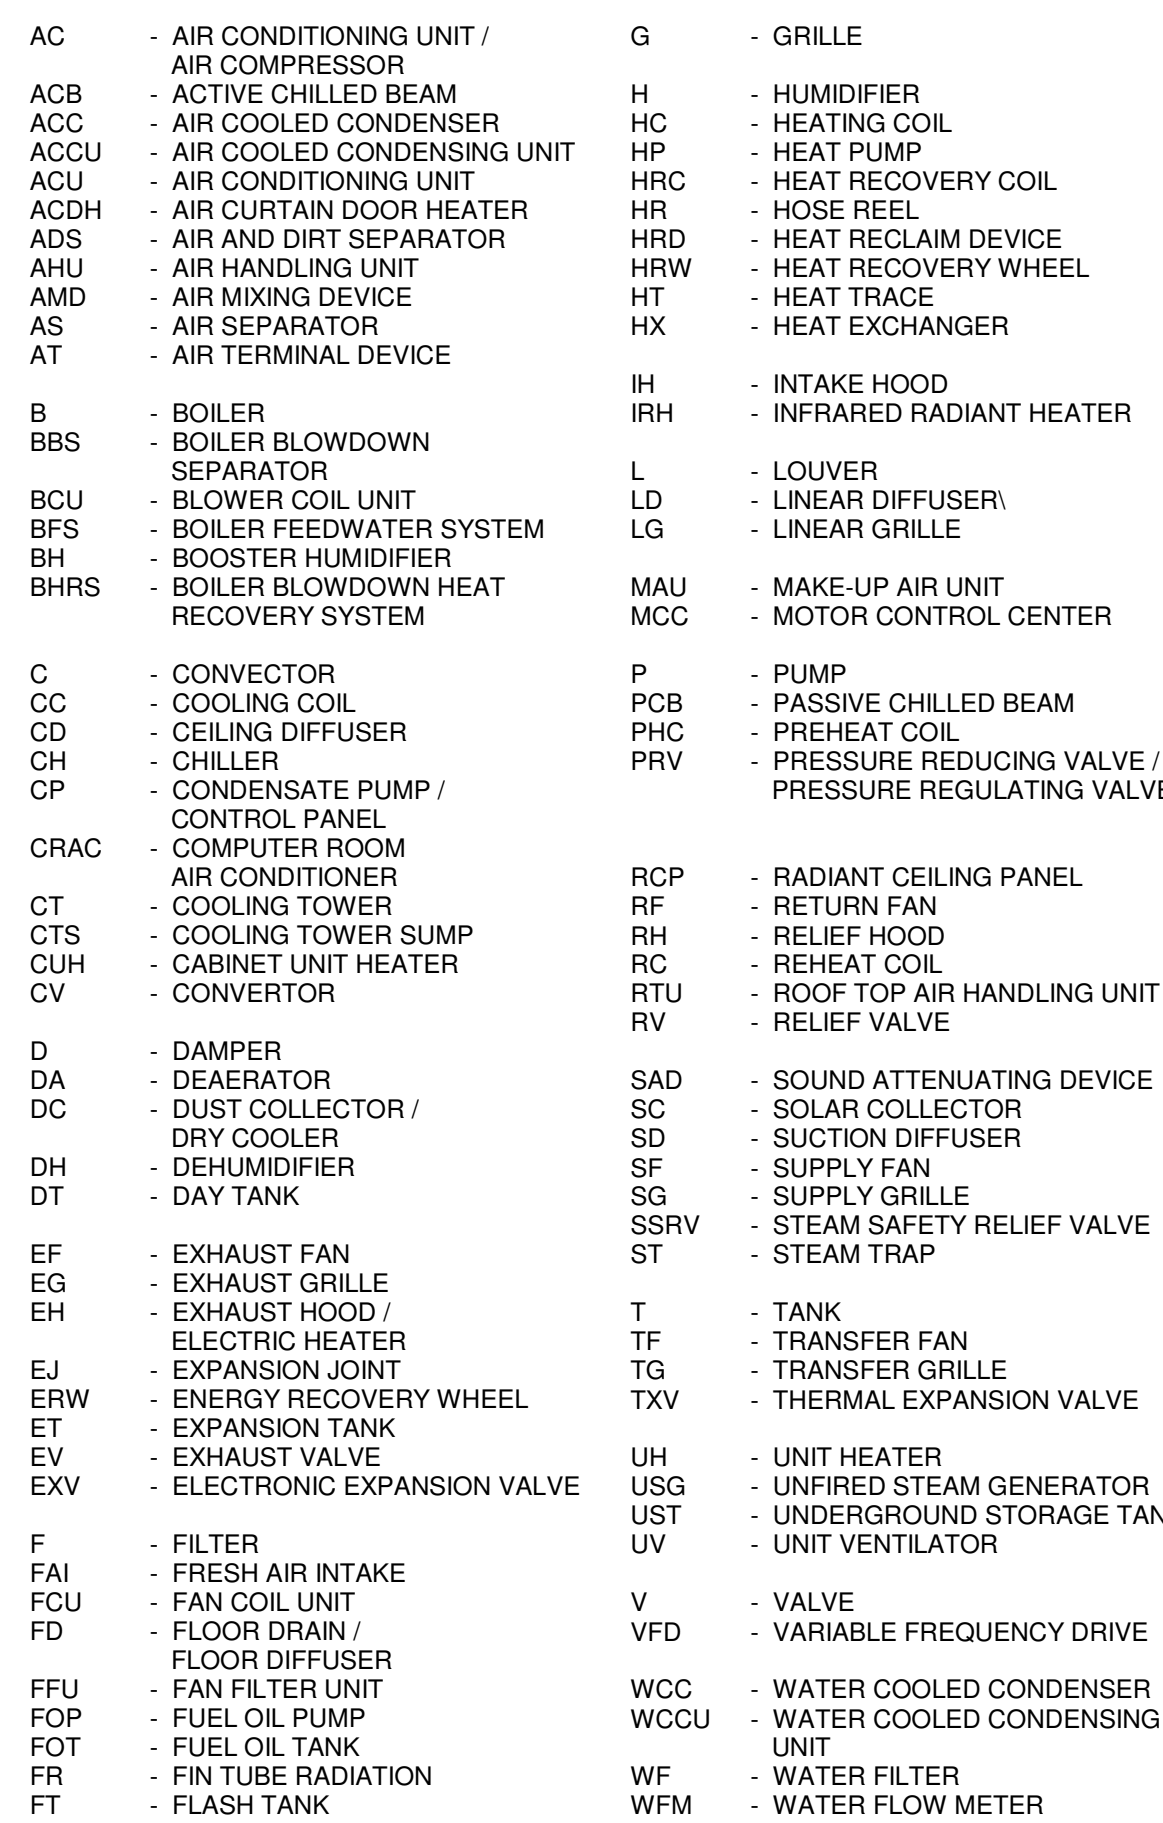 AC - AIR CONDITIONING UNIT /
AIR COMPRESSOR
ACB - ACTIVE CHILLED BEAM
ACC - AIR COOLED CONDENSER
ACCU - AIR COOLED CONDENSING UNIT
ACU - AIR CONDITIONING UNIT
ACDH - AIR CURTAIN DOOR HEATER
ADS - AIR AND DIRT SEPARATOR
AHU - AIR HANDLING UNIT
AMD - AIR MIXING DEVICE
AS - AIR SEPARATOR
AT - AIR TERMINAL DEVICE
B - BOILER
BBS - BOILER BLOWDOWN
SEPARATOR
BCU - BLOWER COIL UNIT
BFS - BOILER FEEDWATER SYSTEM
BH - BOOSTER HUMIDIFIER
BHRS - BOILER BLOWDOWN HEAT
RECOVERY SYSTEM
C - CONVECTOR
CC - COOLING COIL
CD - CEILING DIFFUSER
CH - CHILLER
CP - CONDENSATE PUMP /
CONTROL PANEL
CRAC - COMPUTER ROOM
AIR CONDITIONER
CT - COOLING TOWER
CTS - COOLING TOWER SUMP
CUH - CABINET UNIT HEATER
CV - CONVERTOR
D - DAMPER
DA - DEAERATOR
DC - DUST COLLECTOR /
DRY COOLER
DH - DEHUMIDIFIER
DT - DAY TANK
EF - EXHAUST FAN
EG - EXHAUST GRILLE
EH - EXHAUST HOOD /
ELECTRIC HEATER
EJ - EXPANSION JOINT
ERW - ENERGY RECOVERY WHEEL
ET - EXPANSION TANK
EV - EXHAUST VALVE
EXV - ELECTRONIC EXPANSION VALVE
F - FILTER
FAI - FRESH AIR INTAKE
FCU - FAN COIL UNIT
FD - FLOOR DRAIN /
FLOOR DIFFUSER
FFU - FAN FILTER UNIT
FOP - FUEL OIL PUMP
FOT - FUEL OIL TANK
FR - FIN TUBE RADIATION
FT - FLASH TANK
G - GRILLE
H - HUMIDIFIER
HC - HEATING COIL
HP - HEAT PUMP
HRC - HEAT RECOVERY COIL
HR - HOSE REEL
HRD - HEAT RECLAIM DEVICE
HRW - HEAT RECOVERY WHEEL
HT - HEAT TRACE
HX - HEAT EXCHANGER
IH - INTAKE HOOD
IRH - INFRARED RADIANT HEATER
L - LOUVER
LD - LINEAR DIFFUSER\
LG - LINEAR GRILLE
MAU - MAKE-UP AIR UNIT
MCC - MOTOR CONTROL CENTER
P - PUMP
PCB - PASSIVE CHILLED BEAM
PHC - PREHEAT COIL
PRV - PRESSURE REDUCING VALVE /
PRESSURE REGULATING VALVE
RCP - RADIANT CEILING PANEL
RF - RETURN FAN
RH - RELIEF HOOD
RC - REHEAT COIL
RTU - ROOF TOP AIR HANDLING UNIT
RV - RELIEF VALVE
SAD - SOUND ATTENUATING DEVICE
SC - SOLAR COLLECTOR
SD - SUCTION DIFFUSER
SF - SUPPLY FAN
SG - SUPPLY GRILLE
SSRV - STEAM SAFETY RELIEF VALVE
ST - STEAM TRAP
T - TANK
TF - TRANSFER FAN
TG - TRANSFER GRILLE
TXV - THERMAL EXPANSION VALVE
UH - UNIT HEATER
USG - UNFIRED STEAM GENERATOR
UST - UNDERGROUND STORAGE
UV - UNIT VENTILATOR
V - VALVE
VFD - VARIABLE FREQUENCY DRIVE
WCC - WATER COOLED CONDENSER
WCCU - WATER COOLED CONDENSING
UNIT
WF - WATER FILTER
WFM - WATER FLOW METER